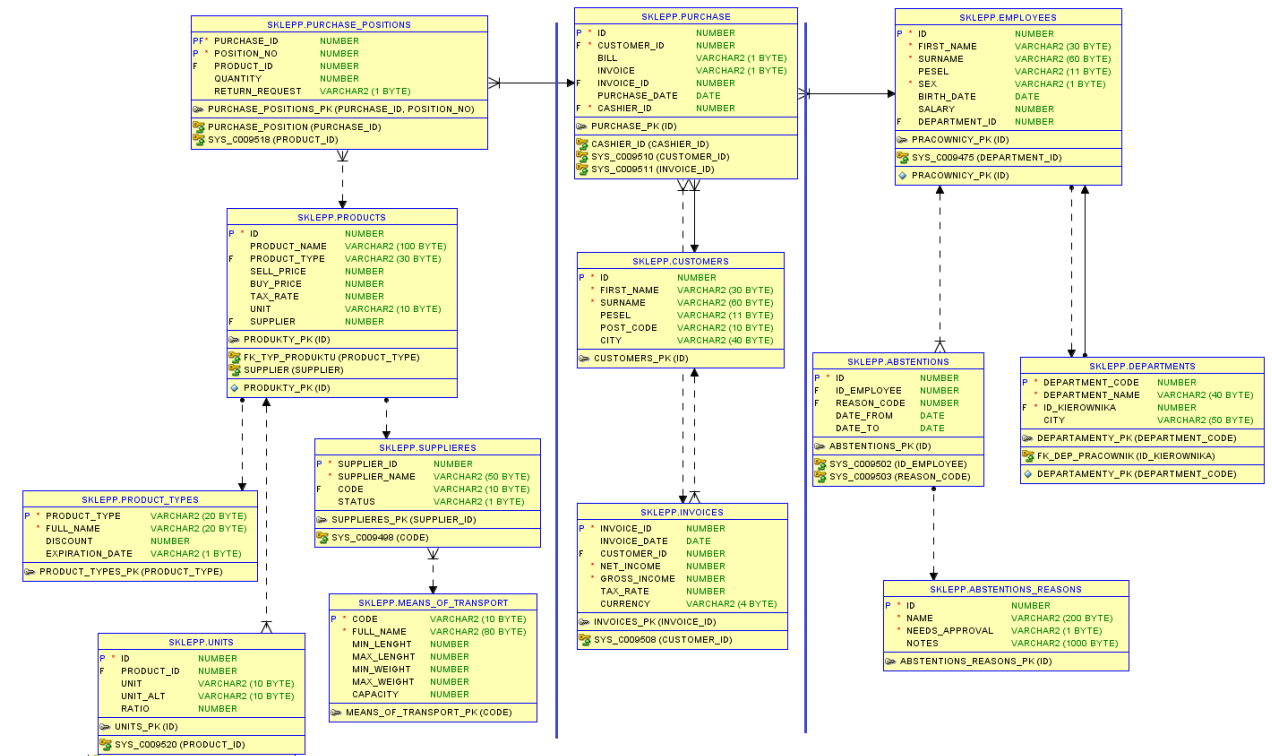 SKLEPP.PURCHASE_POSITIONS
PF* PURCHASE_ID NUMBER
P * POSITION_NO NUMBER
F PRODUCT_ID NUMBER
QUANTITY NUMBER
RETURN_REQUEST VARCHAR2 (1 BYTE)
PURCHASE_POSITIONS_PK (PURCHASE_ID, POSITION_NO)
PURCHASE_POSITION (PURCHASE_ID)
SYS_C009518 (PRODUCT_ID)
SKLEPP.PURCHASE
P * ID NUMBER
F * CUSTOMER_ID NUMBER
BILL VARCHAR2 (1 BYTE)
INVOICE VARCHAR2 (1 BYTE)
F INVOICE_ID NUMBER
PURCHASE_DATE DATE
F * CASHIER_ID NUMBER
PURCHASE_PK (ID)
CASHIER_ID (CASHIER_ID)
SYS_C009510 (CUSTOMER_ID)
SYS_C009511 (INVOICE_ID)
SKLEPP.EMPLOYEES
P * ID NUMBER
* FIRST_NAME VARCHAR2 (30 BYTE)
* SURNAME VARCHAR2 (60 BYTE)
PESEL VARCHAR2 (11 BYTE)
* SEX VARCHAR2 (1 BYTE)
BIRTH_DATE DATE
SALARY NUMBER
F DEPARTMENT_ID NUMBER
PRACOWNICY_PK (ID)
SYS_C009475 (DEPARTMENT_ID)
PRACOWNICY_PK (ID)
SKLEPP.PRODUCTS
P * ID NUMBER
PRODUCT_NAME VARCHAR2 (100 BYTE)
F PRODUCT_TYPE VARCHAR2 (30 BYTE)
SELL_PRICE NUMBER
BUY_PRICE NUMBER
TAX_RATE NUMBER
UNIT VARCHAR2 (10 BYTE)
F SUPPLIER NUMBER
PRODUKTY_PK (ID)
FK_TYP_PRODUKTU (PRODUCT_TYPE)
SUPPLIER (SUPPLIER)
PRODUKTY_PK (ID)
SKLEPP.CUSTOMERS
P * ID NUMBER
* FIRST_NAME VARCHAR2 (30 BYTE)
* SURNAME VARCHAR2 (60 BYTE)
PESEL VARCHAR2 (11 BYTE)
POST_CODE VARCHAR2 (10 BYTE)
CITY VARCHAR2 (40 BYTE)
CUSTOMERS_PK (ID)
SKLEPP.ABSTENTIONS
P * ID NUMBER
F ID_EMPLOYEE NUMBER
F REASON_CODE NUMBER
DATE_FROM DATE
DATE_TO DATE
ABSTENTIONS_PK (ID)
SYS_C009502 (ID_EMPLOYEE)
SYS_C009503 (REASON_CODE)
SKLEPP.DEPARTMENTS
P * DEPARTMENT_CODE NUMBER
* DEPARTMENT_NAME VARCHAR2 (40 BYTE)
F * ID_KIEROWNIKA NUMBER
CITY VARCHAR2 (50 BYTE)
DEPARTAMENTY_PK (DEPARTMENT_CODE)
FK_DEP_PRACOWNIK (ID_KIEROWNIKA)
DEPARTAMENTY_PK (DEPARTMENT_CODE)
SKLEPP.SUPPLIERES
P * SUPPLIER_ID NUMBER
* SUPPLIER_NAME VARCHAR2 (50 BYTE)
F CODE VARCHAR2 (10 BYTE)
STATUS VARCHAR2 (1 BYTE)
SUPPLIERES_PK (SUPPLIER_ID)
SYS_C009498 (CODE)
SKLEPP.PRODUCT_TYPES
P * PRODUCT_TYPE VARCHAR2 (20 BYTE)
* FULL_NAME VARCHAR2 (20 BYTE)
DISCOUNT NUMBER
EXPIRATION_DATE VARCHAR2 (1 BYTE)
PRODUCT_TYPES_PK (PRODUCT_TYPE)
SKLEPP.INVOICES
P * INVOICE_ID NUMBER
INVOICE_DATE DATE
F CUSTOMER_ID NUMBER
* NET_INCOME NUMBER
* GROSS_INCOME NUMBER
TAX_RATE NUMBER
CURRENCY VARCHAR2 (4 BYTE)
INVOICES_PK (INVOICE_ID)
SYS_C009508 (CUSTOMER_ID)
SKLEPP.ABSTENTIONS_REASONS
P * ID NUMBER
* NAME VARCHAR2 (200 BYTE)
* NEEDS_APPROVAL VARCHAR2 (1 BYTE)
NOTES VARCHAR2 (1000 BYTE)
ABSTENTIONS_REASONS_PK (ID)
SKLEPP.MEANS_OF_TRANSPORT
P * CODE VARCHAR2 (10 BYTE)
* FULL_NAME VARCHAR2 (80 BYTE)
MIN_LENGHT NUMBER
MAX_LENGHT NUMBER
MIN_WEIGHT NUMBER
MAX_WEIGHT NUMBER
CAPACITY NUMBER
MEANS_OF_TRANSPORT_PK (CODE)
SKLEPP.UNITS
P * ID NUMBER
F PRODUCT_ID NUMBER
UNIT VARCHAR2 (10 BYTE)
UNIT_ALT VARCHAR2 (10 BYTE)
RATIO NUMBER
UNITS_PK (ID)
SYS_C009520 (PRODUCT_ID)